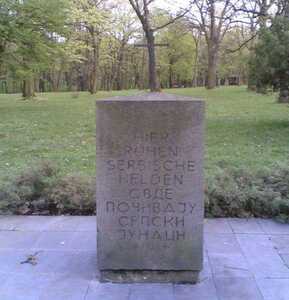 HIER
RUHEN
SERBISCHE
HELDEN
ОВДЕ
ПОЧИВАЈУ
СРПСКИ
ЈУНАЦИ